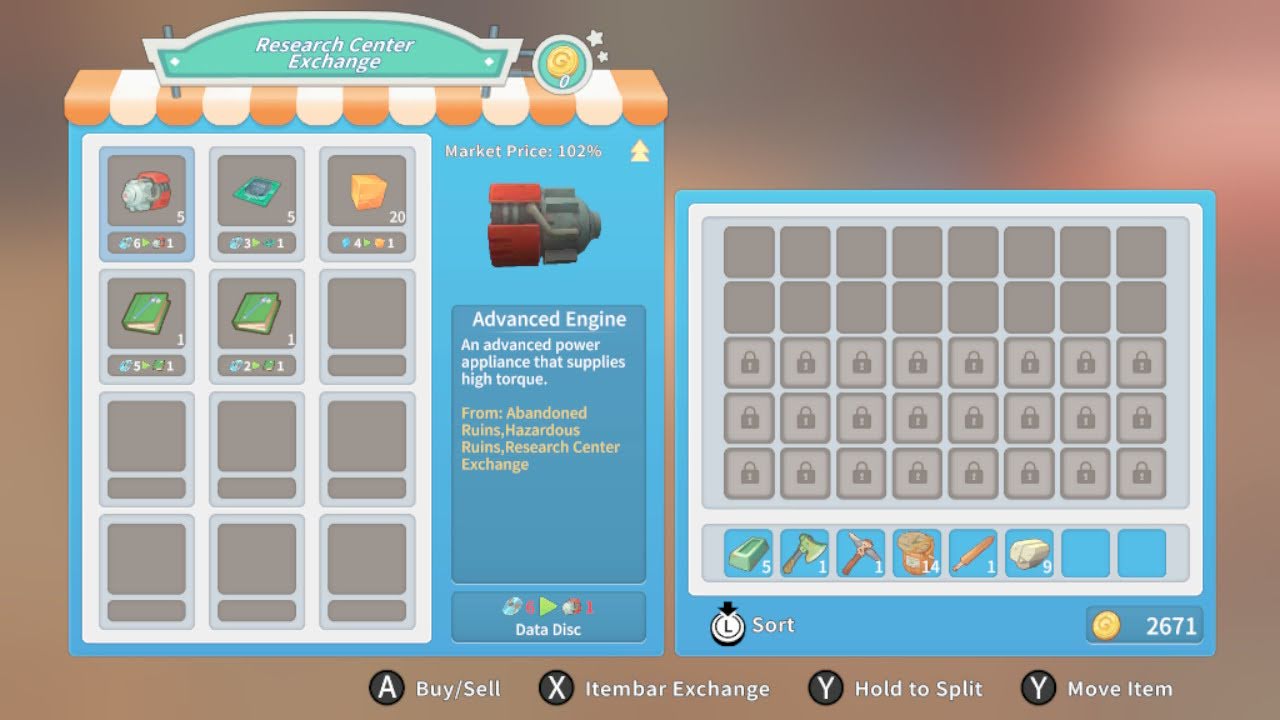 Research Center
Exchange
0
Market Price: 102%
5
5
20
6 1
3 1
4 1
1
1
5 1
2 1
Advanced Engine
An advanced power
appliance that supplies
high torque.
From: Abandoned
Ruins,Hazardous
Ruins,Research Center
Exchange
6 1
Data Disc
5
1
1
14
1
9
L Sort
2671
A Buy/Sell
X Itembar Exchange
Y Hold to Split
Y Move Item